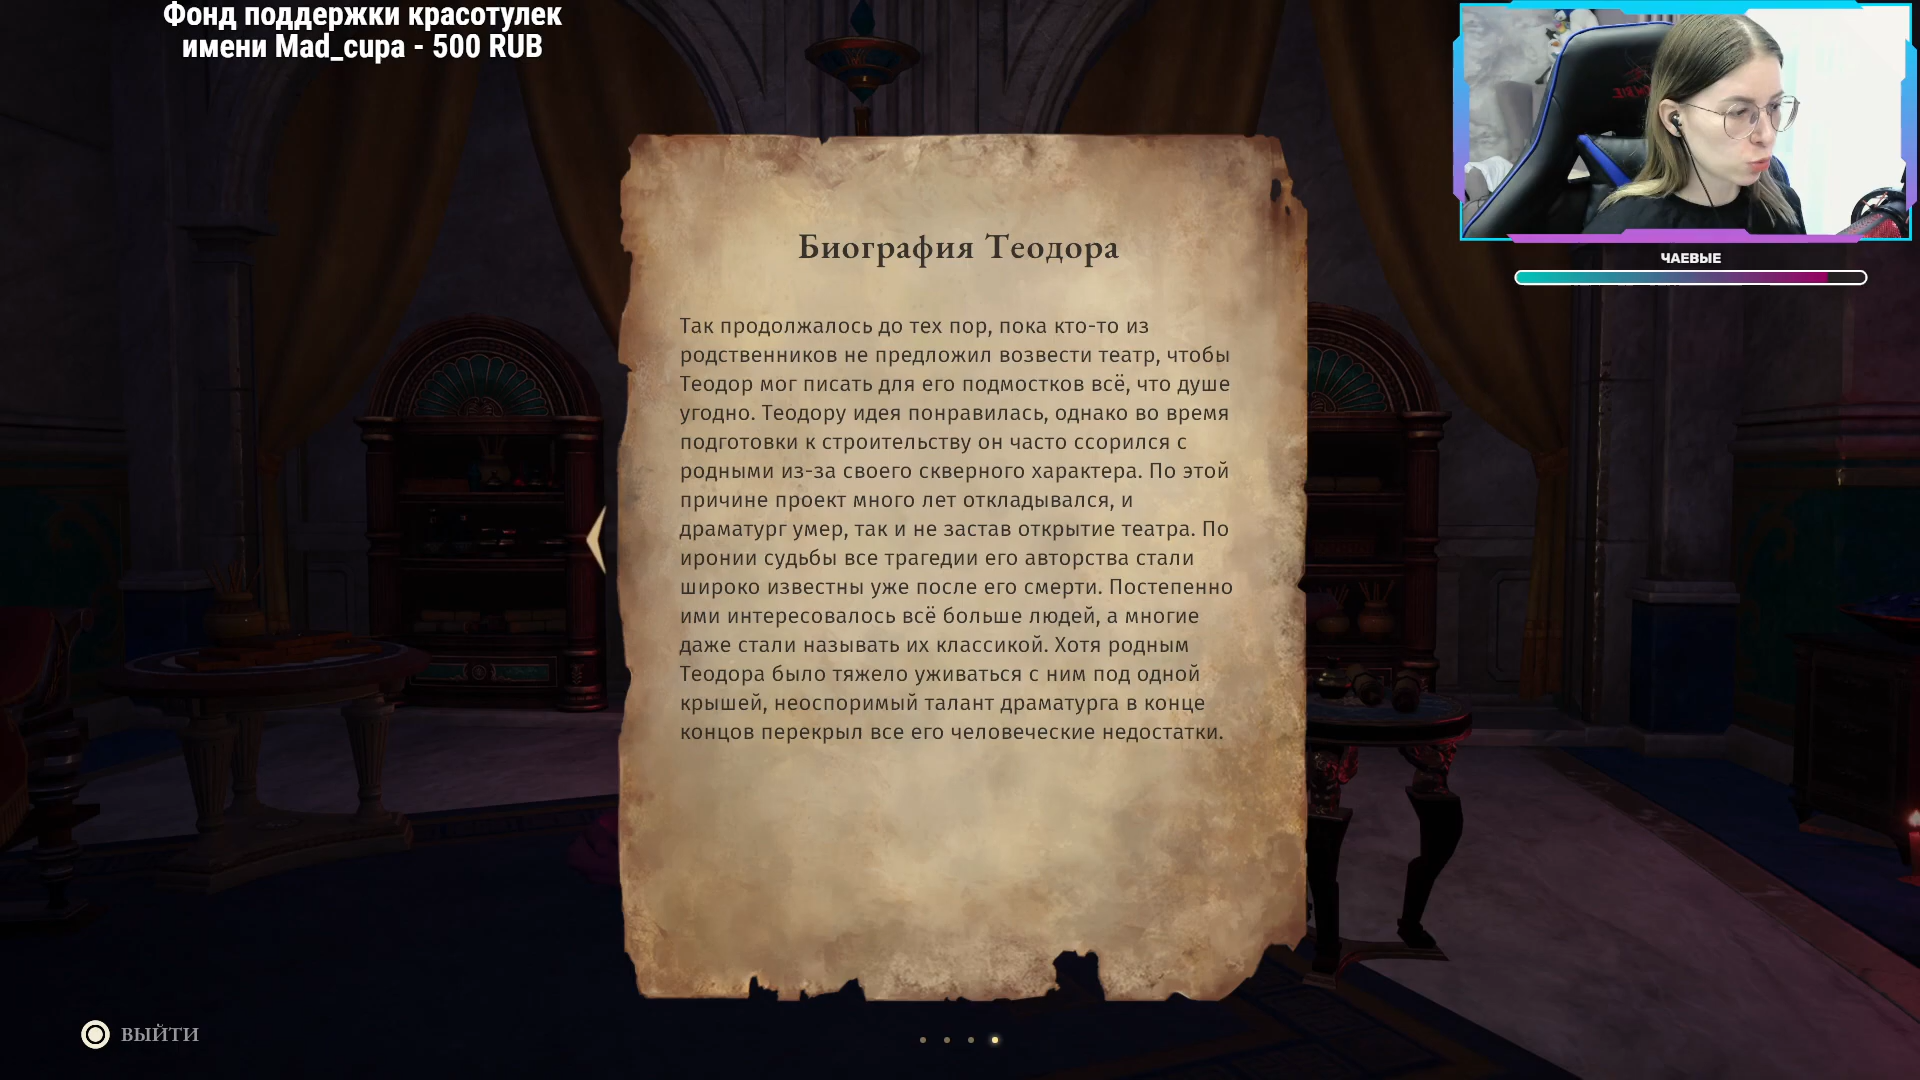 Фонд поддержки красотулек
имени Mad_cupa - 500 RUB
ЧАЕВЫЕ
Биография Теодора
Так продолжалось до тех пор, пока кто-то из
родственников не предложил возвести театр, чтобы
Теодор мог писать для его подмостков всё, что душе
угодно. Теодору идея понравилась, однако во время
подготовки к строительству он часто ссорился с
родными из-за своего скверного характера. По этой
причине проект много лет откладывался, и
драматург умер, так и не застав открытие театра. По
иронии судьбы все трагедии его авторства стали
широко известны уже после его смерти. Постепенно
ими интересовалось всё больше людей, а многие
даже стали называть их классикой. Хотя родным
Теодора было тяжело уживаться с ним под одной
крышей, неоспоримый талант драматурга в конце
концов перекрыл все его человеческие недостатки.
ВЫЙТИ